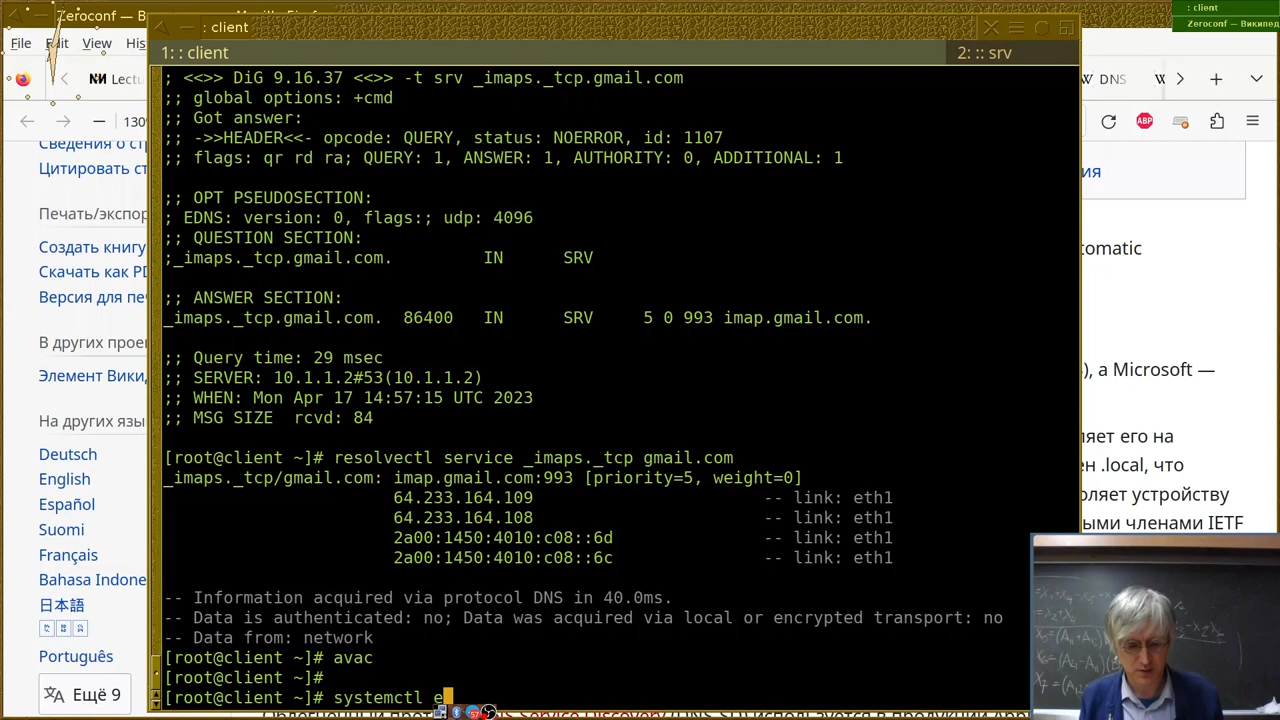 Zeroconf — В
: client
: client
Zeroconf — Википед
File Edit View His
1: : client
2: :: srv
Lectu
DNS
130%
Сведения о стр
Цитировать ст
Печать/экспор
Создать книгу
Скачать как PD
Версия для печ
В других проек
Элемент Вики
На других язы
Deutsch
English
Español
Suomi
Français
Bahasa Indone
日本語
Português
Ещё 9
; <<>> DiG 9.16.37 <<>> -t srv _imaps._tcp.gmail.com
;; global options: +cmd
;; Got answer:
;; ->>HEADER<<- opcode: QUERY, status: NOERROR, id: 1107
;; flags: qr rd ra; QUERY: 1, ANSWER: 1, AUTHORITY: 0, ADDITIONAL: 1
;; OPT PSEUDOSECTION:
; EDNS: version: 0, flags:; udp: 4096
;; QUESTION SECTION:
;_imaps._tcp.gmail.com. IN SRV
;; ANSWER SECTION:
_imaps._tcp.gmail.com. 86400 IN SRV 5 0 993 imap.gmail.com.
;; Query time: 29 msec
;; SERVER: 10.1.1.2#53(10.1.1.2)
;; WHEN: Mon Apr 17 14:57:15 UTC 2023
;; MSG SIZE rcvd: 84
[root@client ~]# resolvectl service _imaps._tcp gmail.com
_imaps._tcp/gmail.com: imap.gmail.com:993 [priority=5, weight=0]
64.233.164.109 -- link: eth1
64.233.164.108 -- link: eth1
2a00:1450:4010:c08::6d -- link: eth1
2a00:1450:4010:c08::6c -- link: eth1
-- Information acquired via protocol DNS in 40.0ms.
-- Data is authenticated: no; Data was acquired via local or encrypted transport: no
-- Data from: network
[root@client ~]# avac
[root@client ~]#
[root@client ~]# systemctl e
ия
tomatic
), а Microsoft —
ляет его на
ен .local, что
оляет устройству
ыми членами IETF